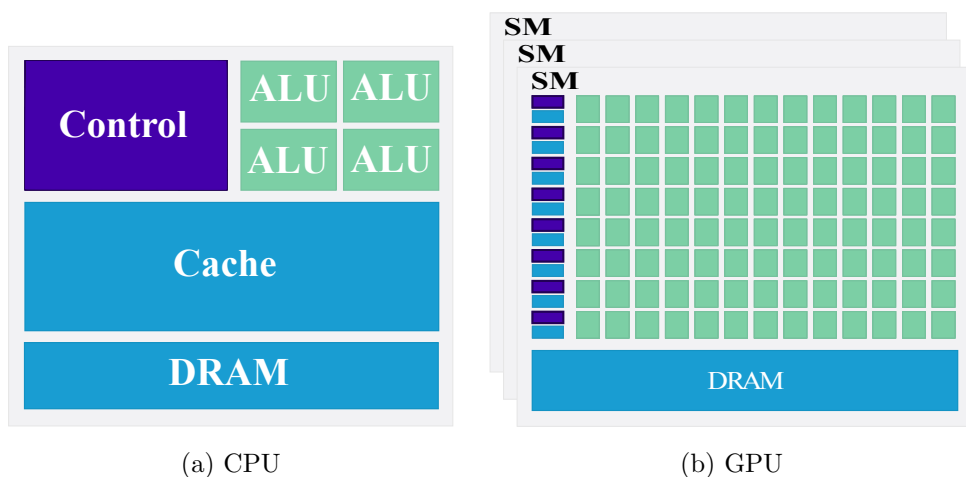 Control
ALU ALU
ALU ALU
Cache
DRAM
(a) CPU
SM
SM
SM
DRAM
(b) GPU